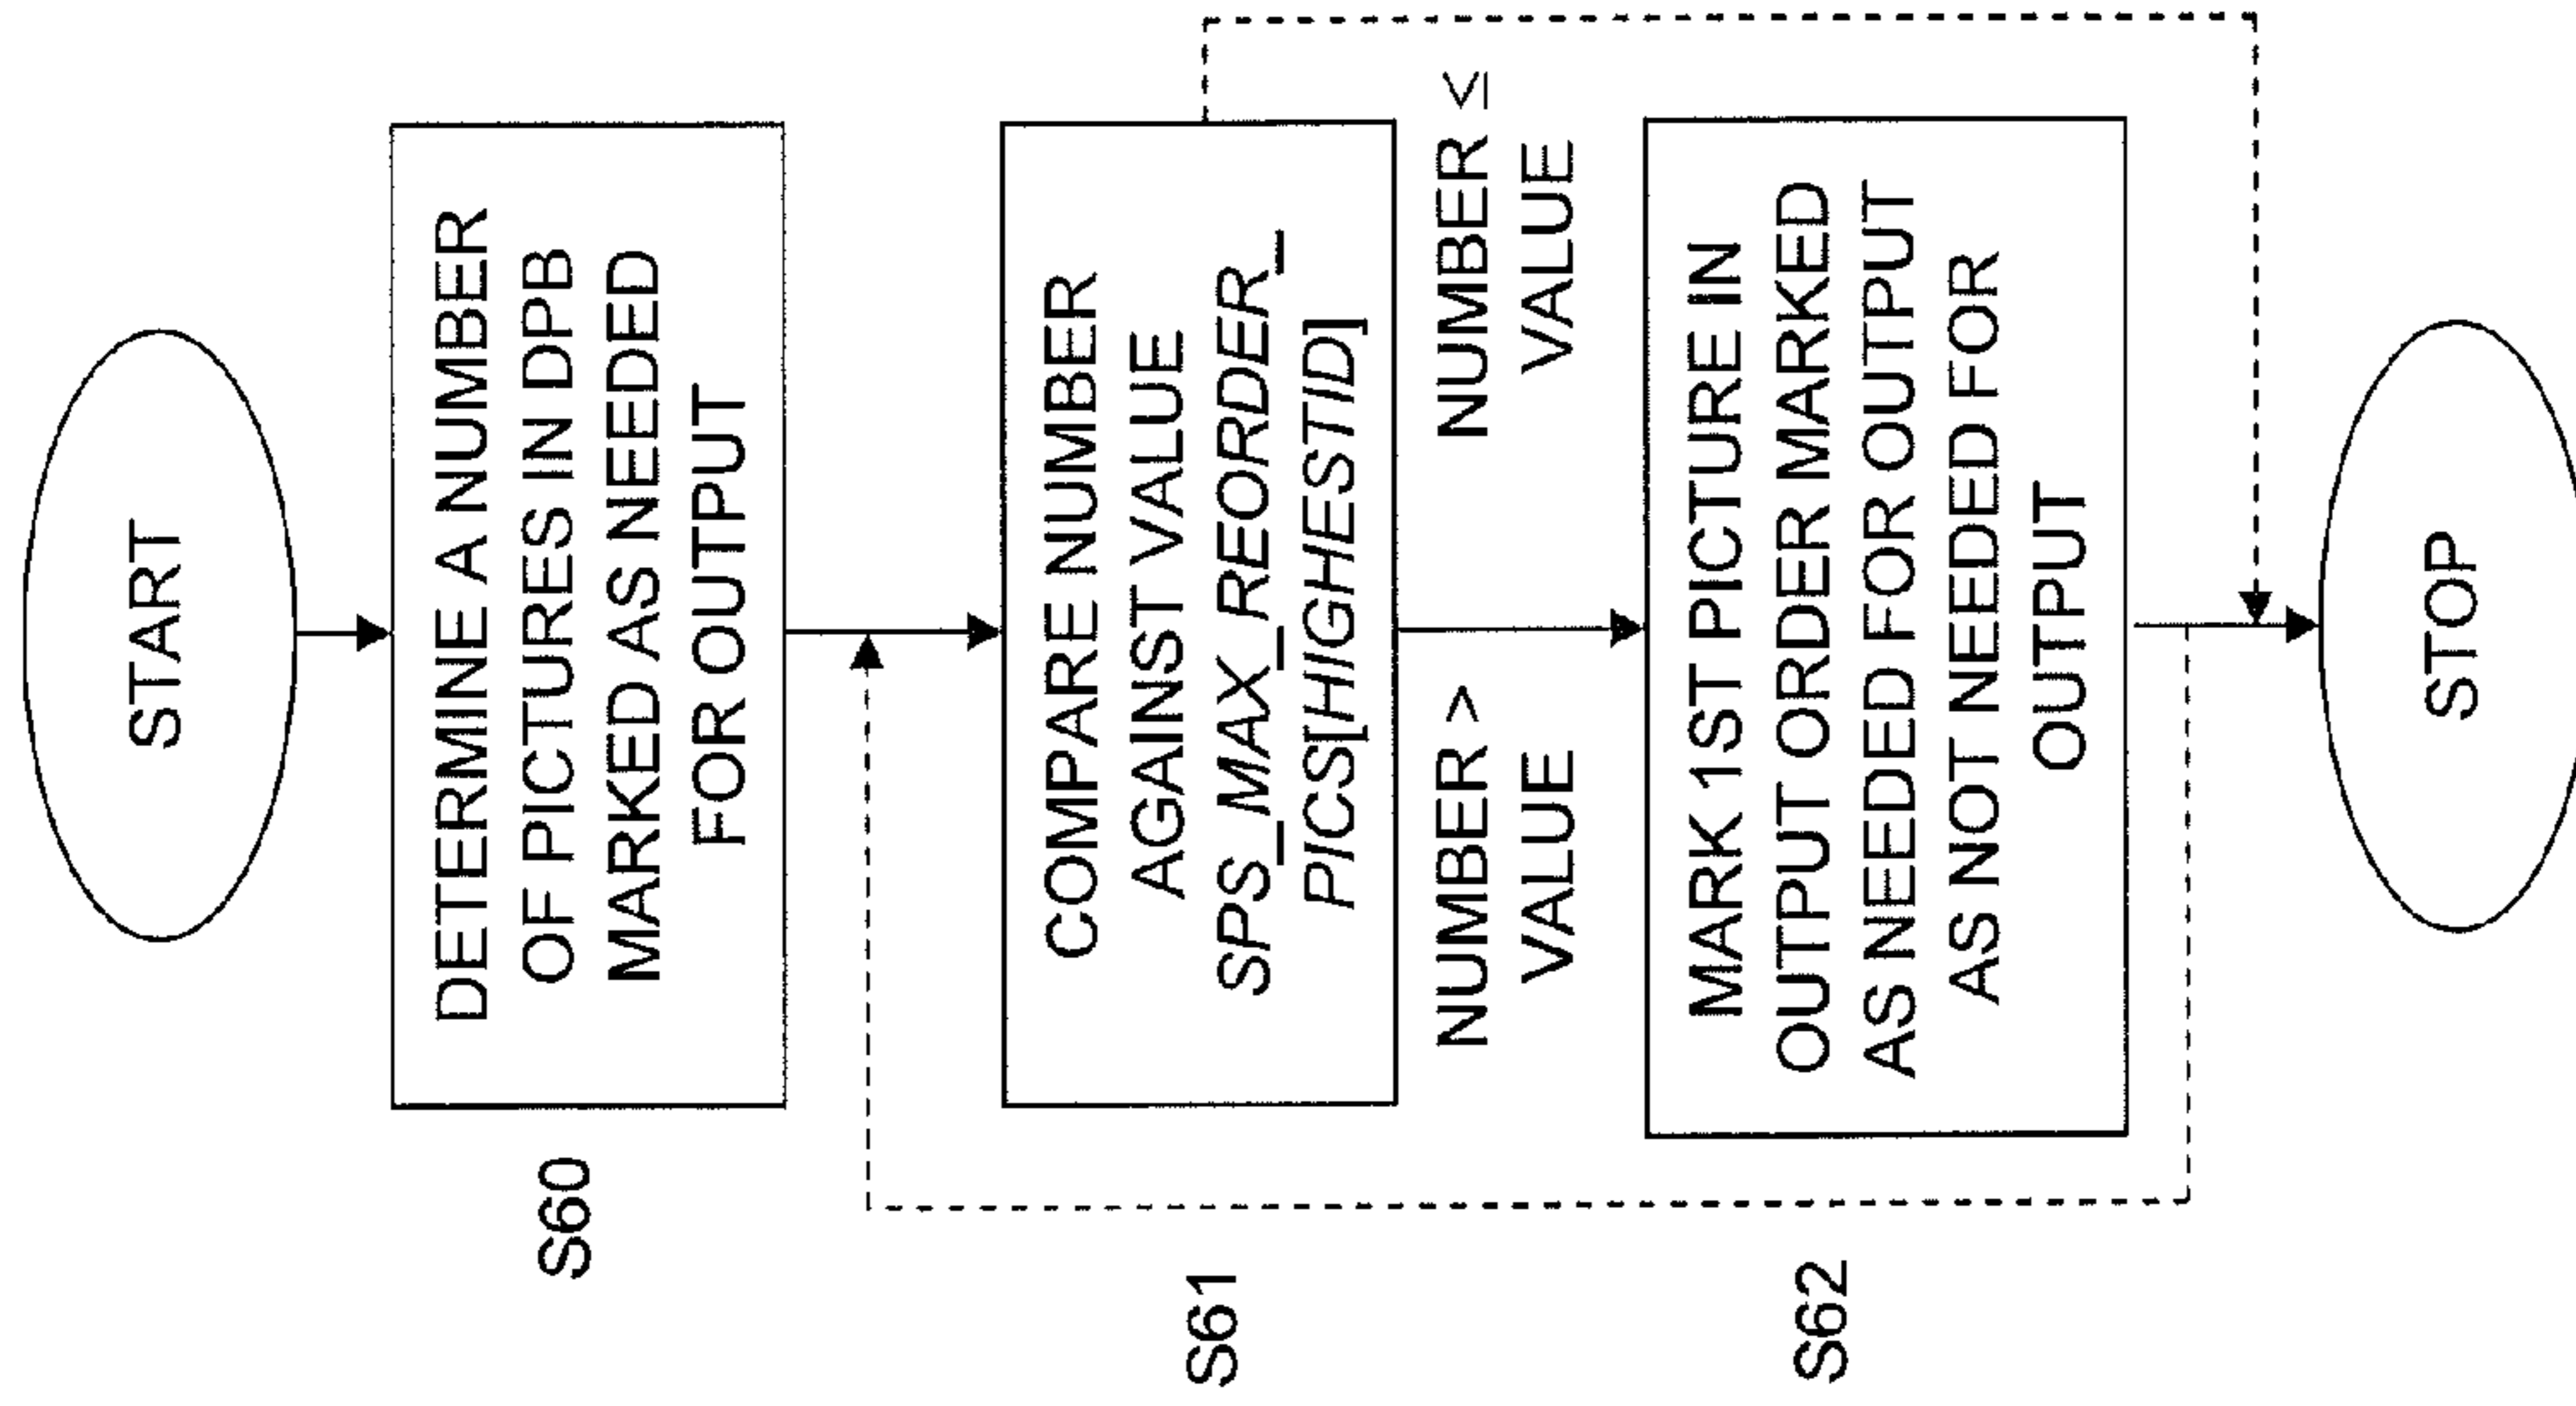 START
DETERMINE A NUMBER
OF PICTURES IN DPB
MARKED AS NEEDED
FOR OUTPUT
S60
COMPARE NUMBER
AGAINST VALUE
SPS_MAX_REORDER_
PICS[HIGHESTID]
S61
NUMBER >
VALUE
NUMBER ≤
VALUE
MARK 1ST PICTURE IN
OUTPUT ORDER MARKED
AS NEEDED FOR OUTPUT
AS NOT NEEDED FOR
OUTPUT
S62
STOP